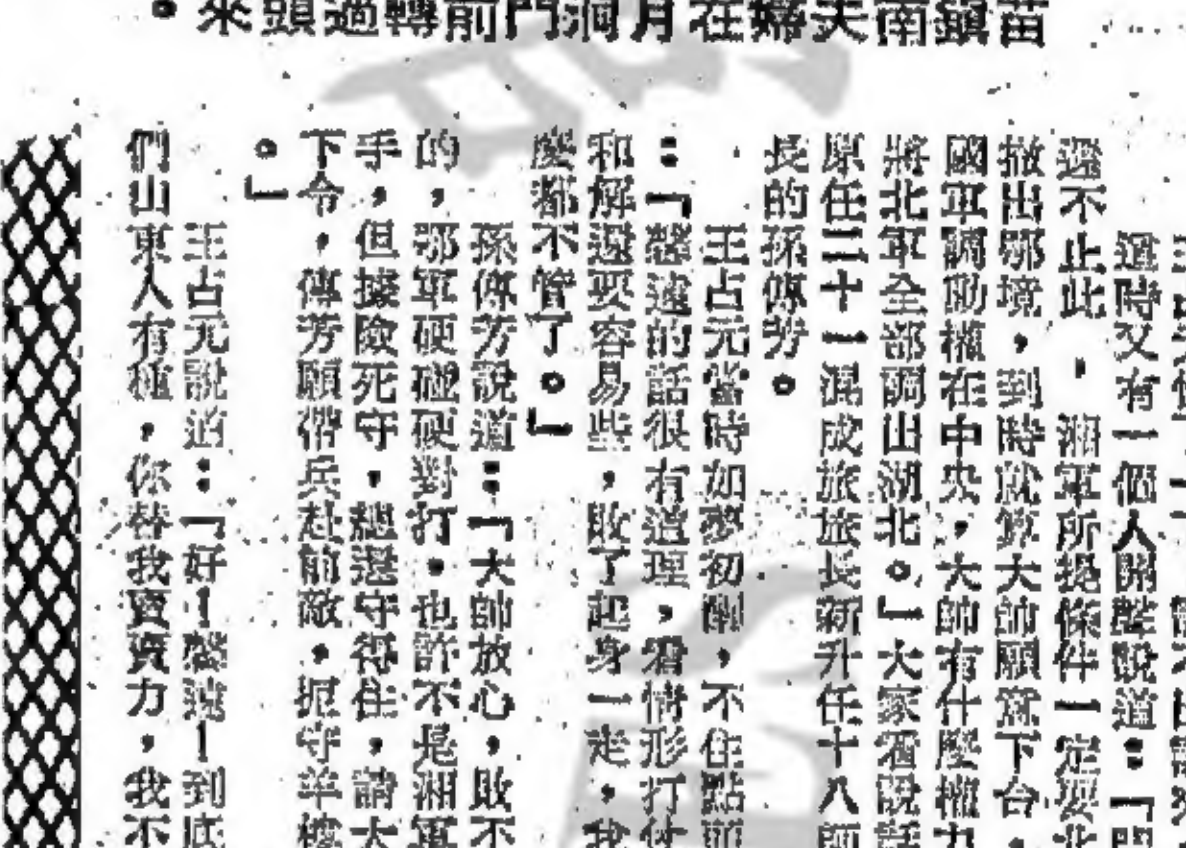 苗鎮南夫婦在月洞門前轉過頭來。
這時又有一個人開聲說道：「
還不止此，湘軍所提條件一定要北
撤出鄂境，到時就算大帥願意下台，
國軍調動權在中央，大帥有什麼權力
將北軍全部調出湖北。」大家看說話
原任二十一混成旅旅長新升任十八師
長的孫傳芳。
王占元當時如夢初醒，不住點頭
：「馨遠的話很有道理，看情形打仗
和解還要容易些，敗了起身一走，我
麼都不管了。」
孫傳芳說道：「大帥放心，敗不
的，鄂軍硬碰硬對打，也許不是湘軍
手，但據險死守，總還守得住，請大
下令，傳芳願帶兵赴前敵，扼守羊樓
。」
王占元說道：「好！馨遠！到底
們山東人有種，你替我賣賣力，我不